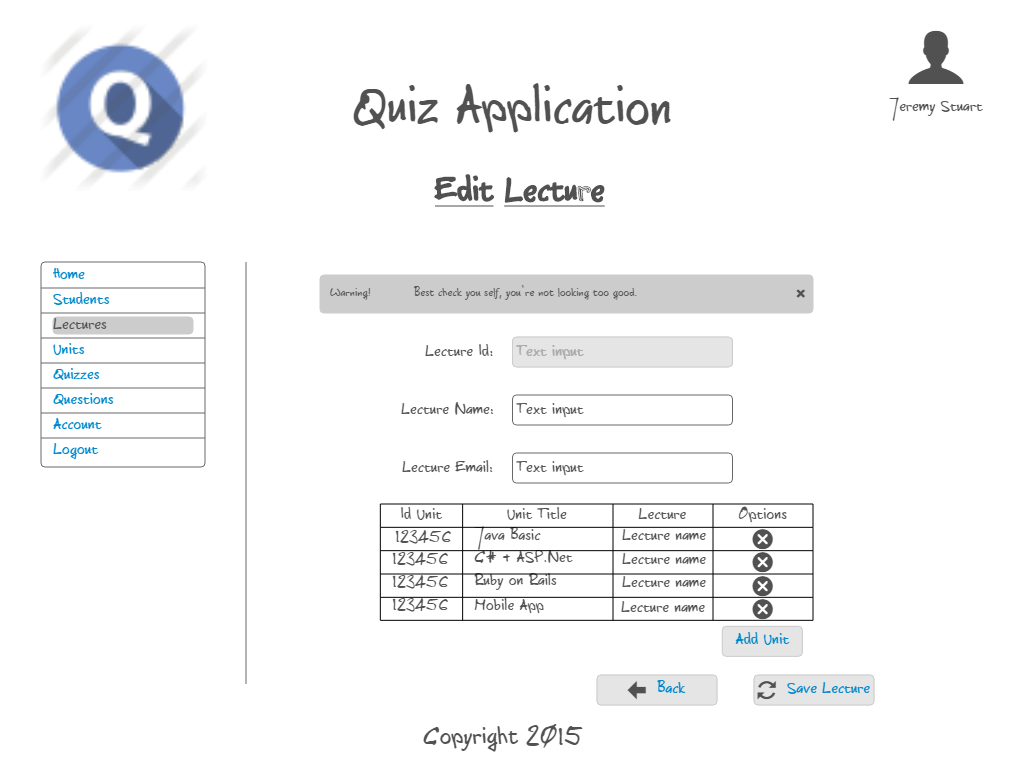 Q
Jeremy Stuart
Quiz Application
Edit Lecture
Home
Students
Lectures
Units
Quizzes
Questions
Account
Logout
Warning! Best check you self, you're not looking too good.
Lecture Id: Text input
Lecture Name: Text input
Lecture Email: Text input
Id Unit Unit Title Lecture Options
123456 Java Basic Lecture name
123456 C# + ASP.Net Lecture name
123456 Ruby on Rails Lecture name
123456 Mobile App Lecture name
Add Unit
Back Save Lecture
Copyright 2015